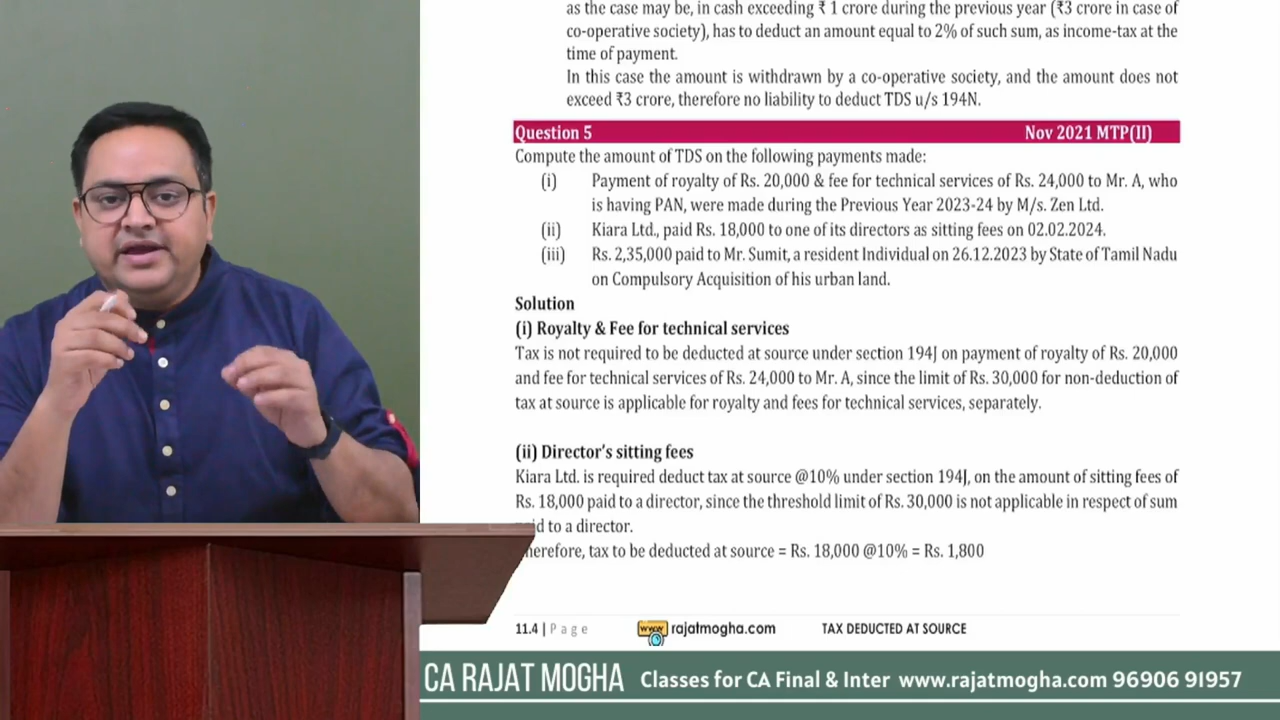 as the case may be, in cash exceeding ₹ 1 crore during the previous year (₹3 crore in case of
co-operative society), has to deduct an amount equal to 2% of such sum, as income-tax at the
time of payment.
In this case the amount is withdrawn by a co-operative society, and the amount does not
exceed ₹3 crore, therefore no liability to deduct TDS u/s 194N.
Question 5 Nov 2021 MTP(II)
Compute the amount of TDS on the following payments made:
(i) Payment of royalty of Rs. 20,000 & fee for technical services of Rs. 24,000 to Mr. A, who
is having PAN, were made during the Previous Year 2023-24 by M/s. Zen Ltd.
(ii) Kiara Ltd., paid Rs. 18,000 to one of its directors as sitting fees on 02.02.2024.
(iii) Rs. 2,35,000 paid to Mr. Sumit, a resident Individual on 26.12.2023 by State of Tamil Nadu
on Compulsory Acquisition of his urban land.
Solution
(i) Royalty & Fee for technical services
Tax is not required to be deducted at source under section 194J on payment of royalty of Rs. 20,000
and fee for technical services of Rs. 24,000 to Mr. A, since the limit of Rs. 30,000 for non-deduction of
tax at source is applicable for royalty and fees for technical services, separately.
(ii) Director's sitting fees
Kiara Ltd. is required deduct tax at source @10% under section 194J, on the amount of sitting fees of
Rs. 18,000 paid to a director, since the threshold limit of Rs. 30,000 is not applicable in respect of sum
id to a director.
herefore, tax to be deducted at source = Rs. 18,000 @10% = Rs. 1,800
11.4 | Page www rajatmogha.com TAX DEDUCTED AT SOURCE
CA RAJAT MOGHA Classes for CA Final & Inter www.rajatmogha.com 96906 91957